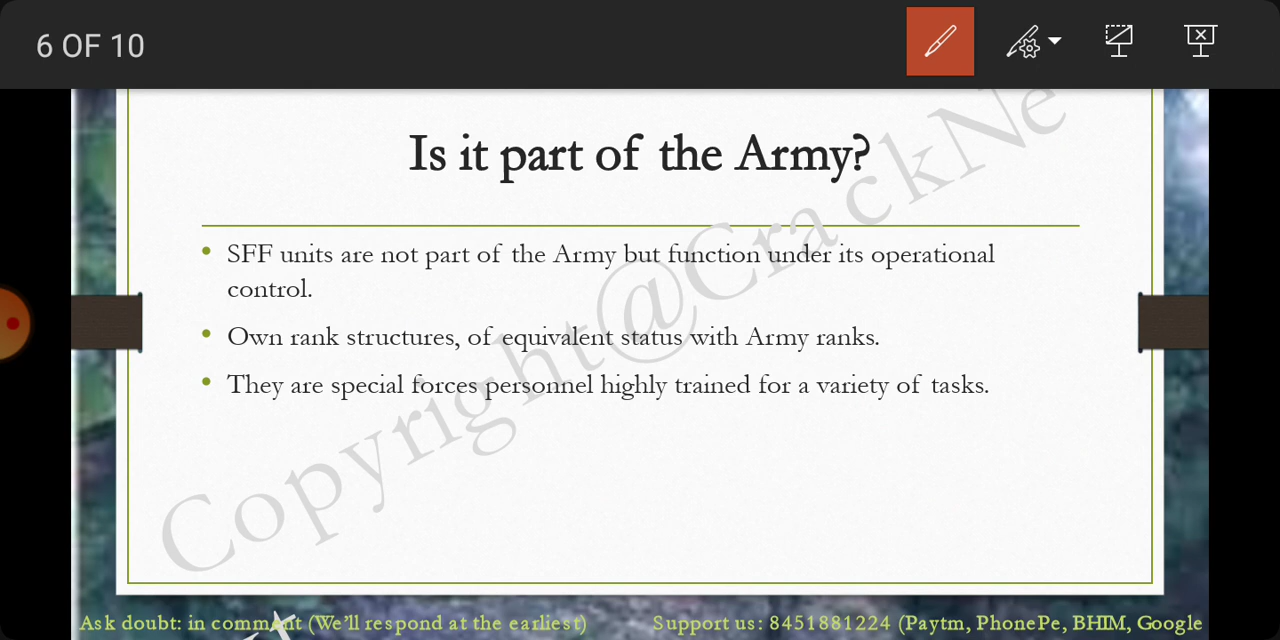 6 OF 10
Is it part of the Army?
• SFF units are not part of the Army but function under its operational
control.
• Own rank structures, of equivalent status with Army ranks.
• They are special forces personnel highly trained for a variety of tasks.
Copyright@CrackNe
Ask doubt: in comment (We'll respond at the earliest)
Support us: 8451881224 (Paytm, PhonePe, BHIM, Google